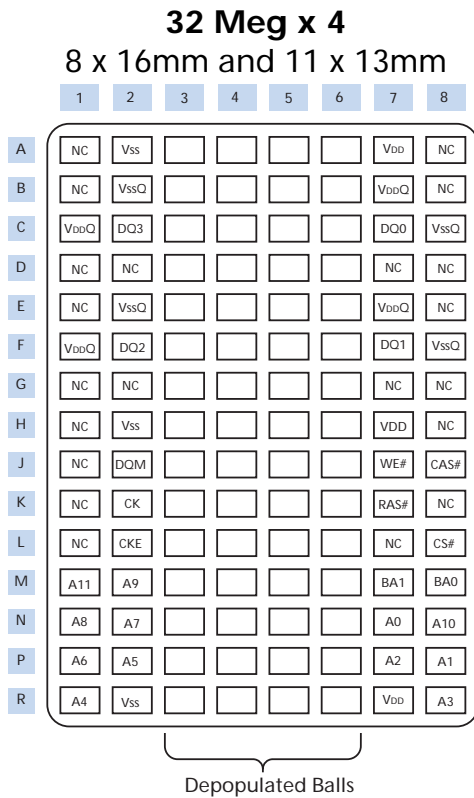 32 Meg x 4
8 x 16mm and 11 x 13mm
1 2 3 4 5 6 7 8
A NC Vss VDD NC
B NC VssQ VDDQ NC
C VDDQ DQ3 DQ0 VssQ
D NC NC NC NC
E NC VssQ VDDQ NC
F VDDQ DQ2 DQ1 VssQ
G NC NC NC NC
H NC Vss VDD NC
J NC DQM WE# CAS#
K NC CK RAS# NC
L NC CKE NC CS#
M A11 A9 BA1 BA0
N A8 A7 A0 A10
P A6 A5 A2 A1
R A4 Vss VDD A3
Depopulated Balls